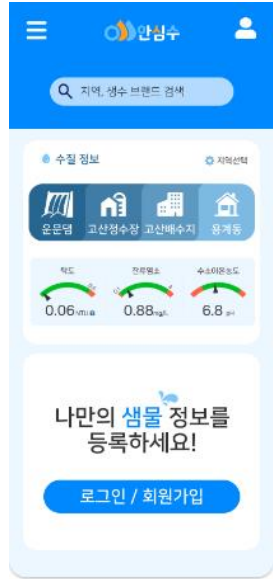 안심수
지역, 생수 브랜드 검색
수질 정보
지역선택
운문댐 고산정수장 고산배수지 용계동
탁도 잔류염소 수소이온농도
0.06 NTU 0.88 mg/L 6.8 pH
나만의 샘물 정보를
등록하세요!
로그인 / 회원가입